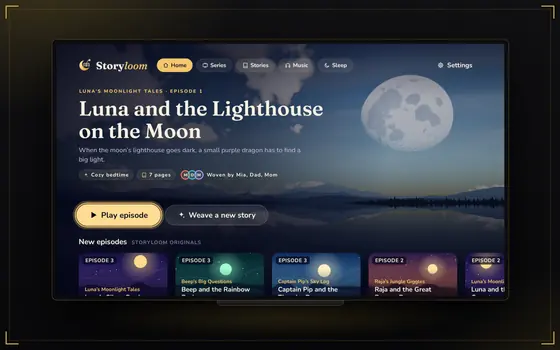 Storyloom
Home
Series
Stories
Music
Sleep
Settings
LUNA'S MOONLIGHT TALES · EPISODE 1
Luna and the Lighthouse
on the Moon
When the moon's lighthouse goes dark, a small purple dragon has to find a
big light.
Cozy bedtime
7 pages
Woven by Mia, Dad, Mom
Play episode
Weave a new story
New episodes
STORYLOOM ORIGINALS
EPISODE 3
Luna's Moonlight Tales
EPISODE 3
Beep's Big Questions
Beep and the Rainbow
EPISODE 3
Captain Pip's Sky Log
Captain Pip and the
EPISODE 2
Raja's Jungle Giggles
Raja and the Great
EPISODE 2
Luna's Moonli
Luna and t